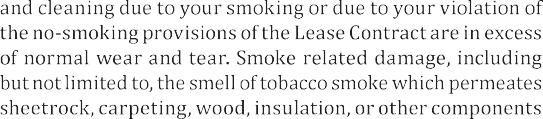 and cleaning due to your smoking or due to your violation of
the no-smoking provisions of the Lease Contract are in excess
of normal wear and tear. Smoke related damage, including
but not limited to, the smell of tobacco smoke which permeates
sheetrock, carpeting, wood, insulation, or other components